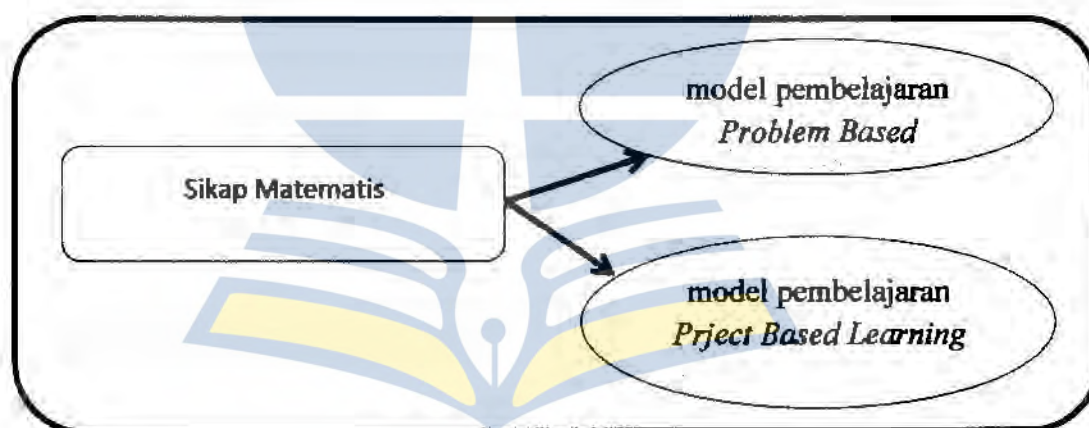 model pembelajaran
Problem Based
Sikap Matematis
model pembelajaran
Prject Based Learning